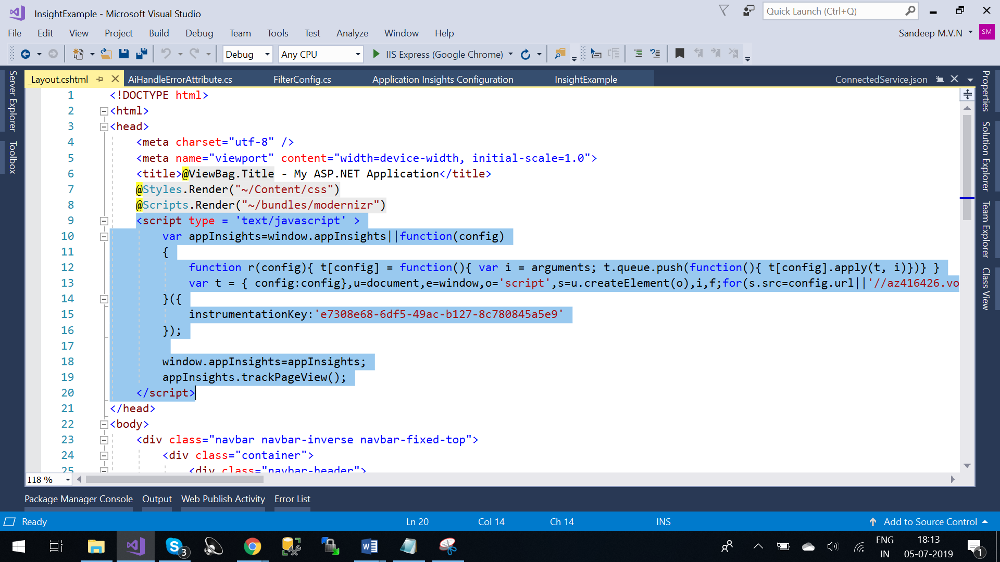 InsightExample - Microsoft Visual Studio
Quick Launch (Ctrl+Q)
File Edit View Project Build Debug Team Tools Test Analyze Window Help
Sandeep M.V.N SM
Debug Any CPU IIS Express (Google Chrome)
_Layout.cshtml AiHandleErrorAttribute.cs FilterConfig.cs Application Insights Configuration InsightExample ConnectedService.json
Server Explorer
Toolbox
1 <!DOCTYPE html>
2 <html>
3 <head>
4 <meta charset="utf-8" />
5 <meta name="viewport" content="width=device-width, initial-scale=1.0">
6 <title>@ViewBag.Title - My ASP.NET Application</title>
7 @Styles.Render("~/Content/css")
8 @Scripts.Render("~/bundles/modernizr")
9 <script type = 'text/javascript' >
10 var appInsights=window.appInsights||function(config)
11 {
12 function r(config){ t[config] = function(){ var i = arguments; t.queue.push(function(){ t[config].apply(t, i)})} }
13 var t = { config:config},u=document,e=window,o='script',s=u.createElement(o),i,f;for(s.src=config.url||'//az416426.vo
14 }({
15 instrumentationKey:'e7308e68-6df5-49ac-b127-8c780845a5e9'
16 });
17
18 window.appInsights=appInsights;
19 appInsights.trackPageView();
20 </script>
21 </head>
22 <body>
23 <div class="navbar navbar-inverse navbar-fixed-top">
24 <div class="container">
25 <div class="navbar-header">
Properties
Solution Explorer
Team Explorer
Class View
118 %
Package Manager Console Output Web Publish Activity Error List
Ready Ln 20 Col 14 Ch 14 INS Add to Source Control
3
ENG
IN
18:13
05-07-2019
1